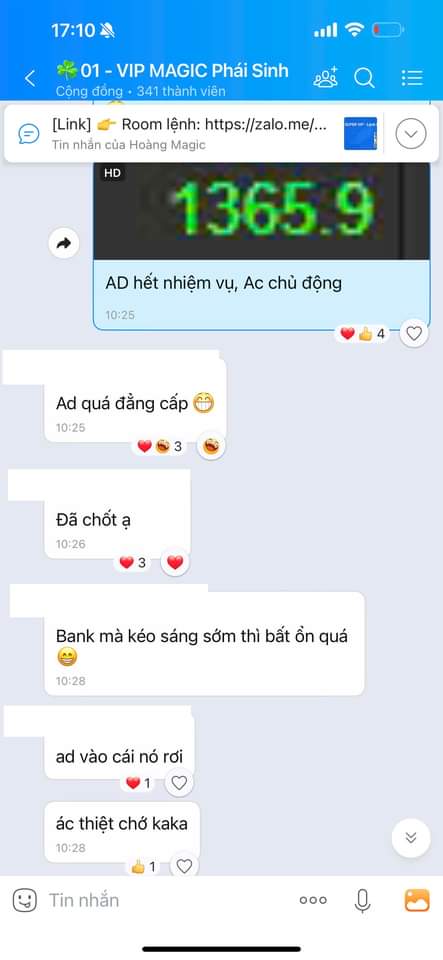 17:10
01 - VIP MAGIC Phái Sinh
Cộng đồng • 341 thành viên
[Link] 👉 Room lệnh: https://zalo.me/...
Tin nhắn của Hoàng Magic
HD
1365.9
AD hết nhiệm vụ, Ac chủ động
10:25
4
Ad quá đẳng cấp 😁
10:25
3
Đã chốt ạ
10:26
3
Bank mà kéo sáng sớm thì bất ổn quá
😁
10:28
ad vào cái nó rơi
1
ác thiệt chớ kaka
10:28
1
Tin nhắn